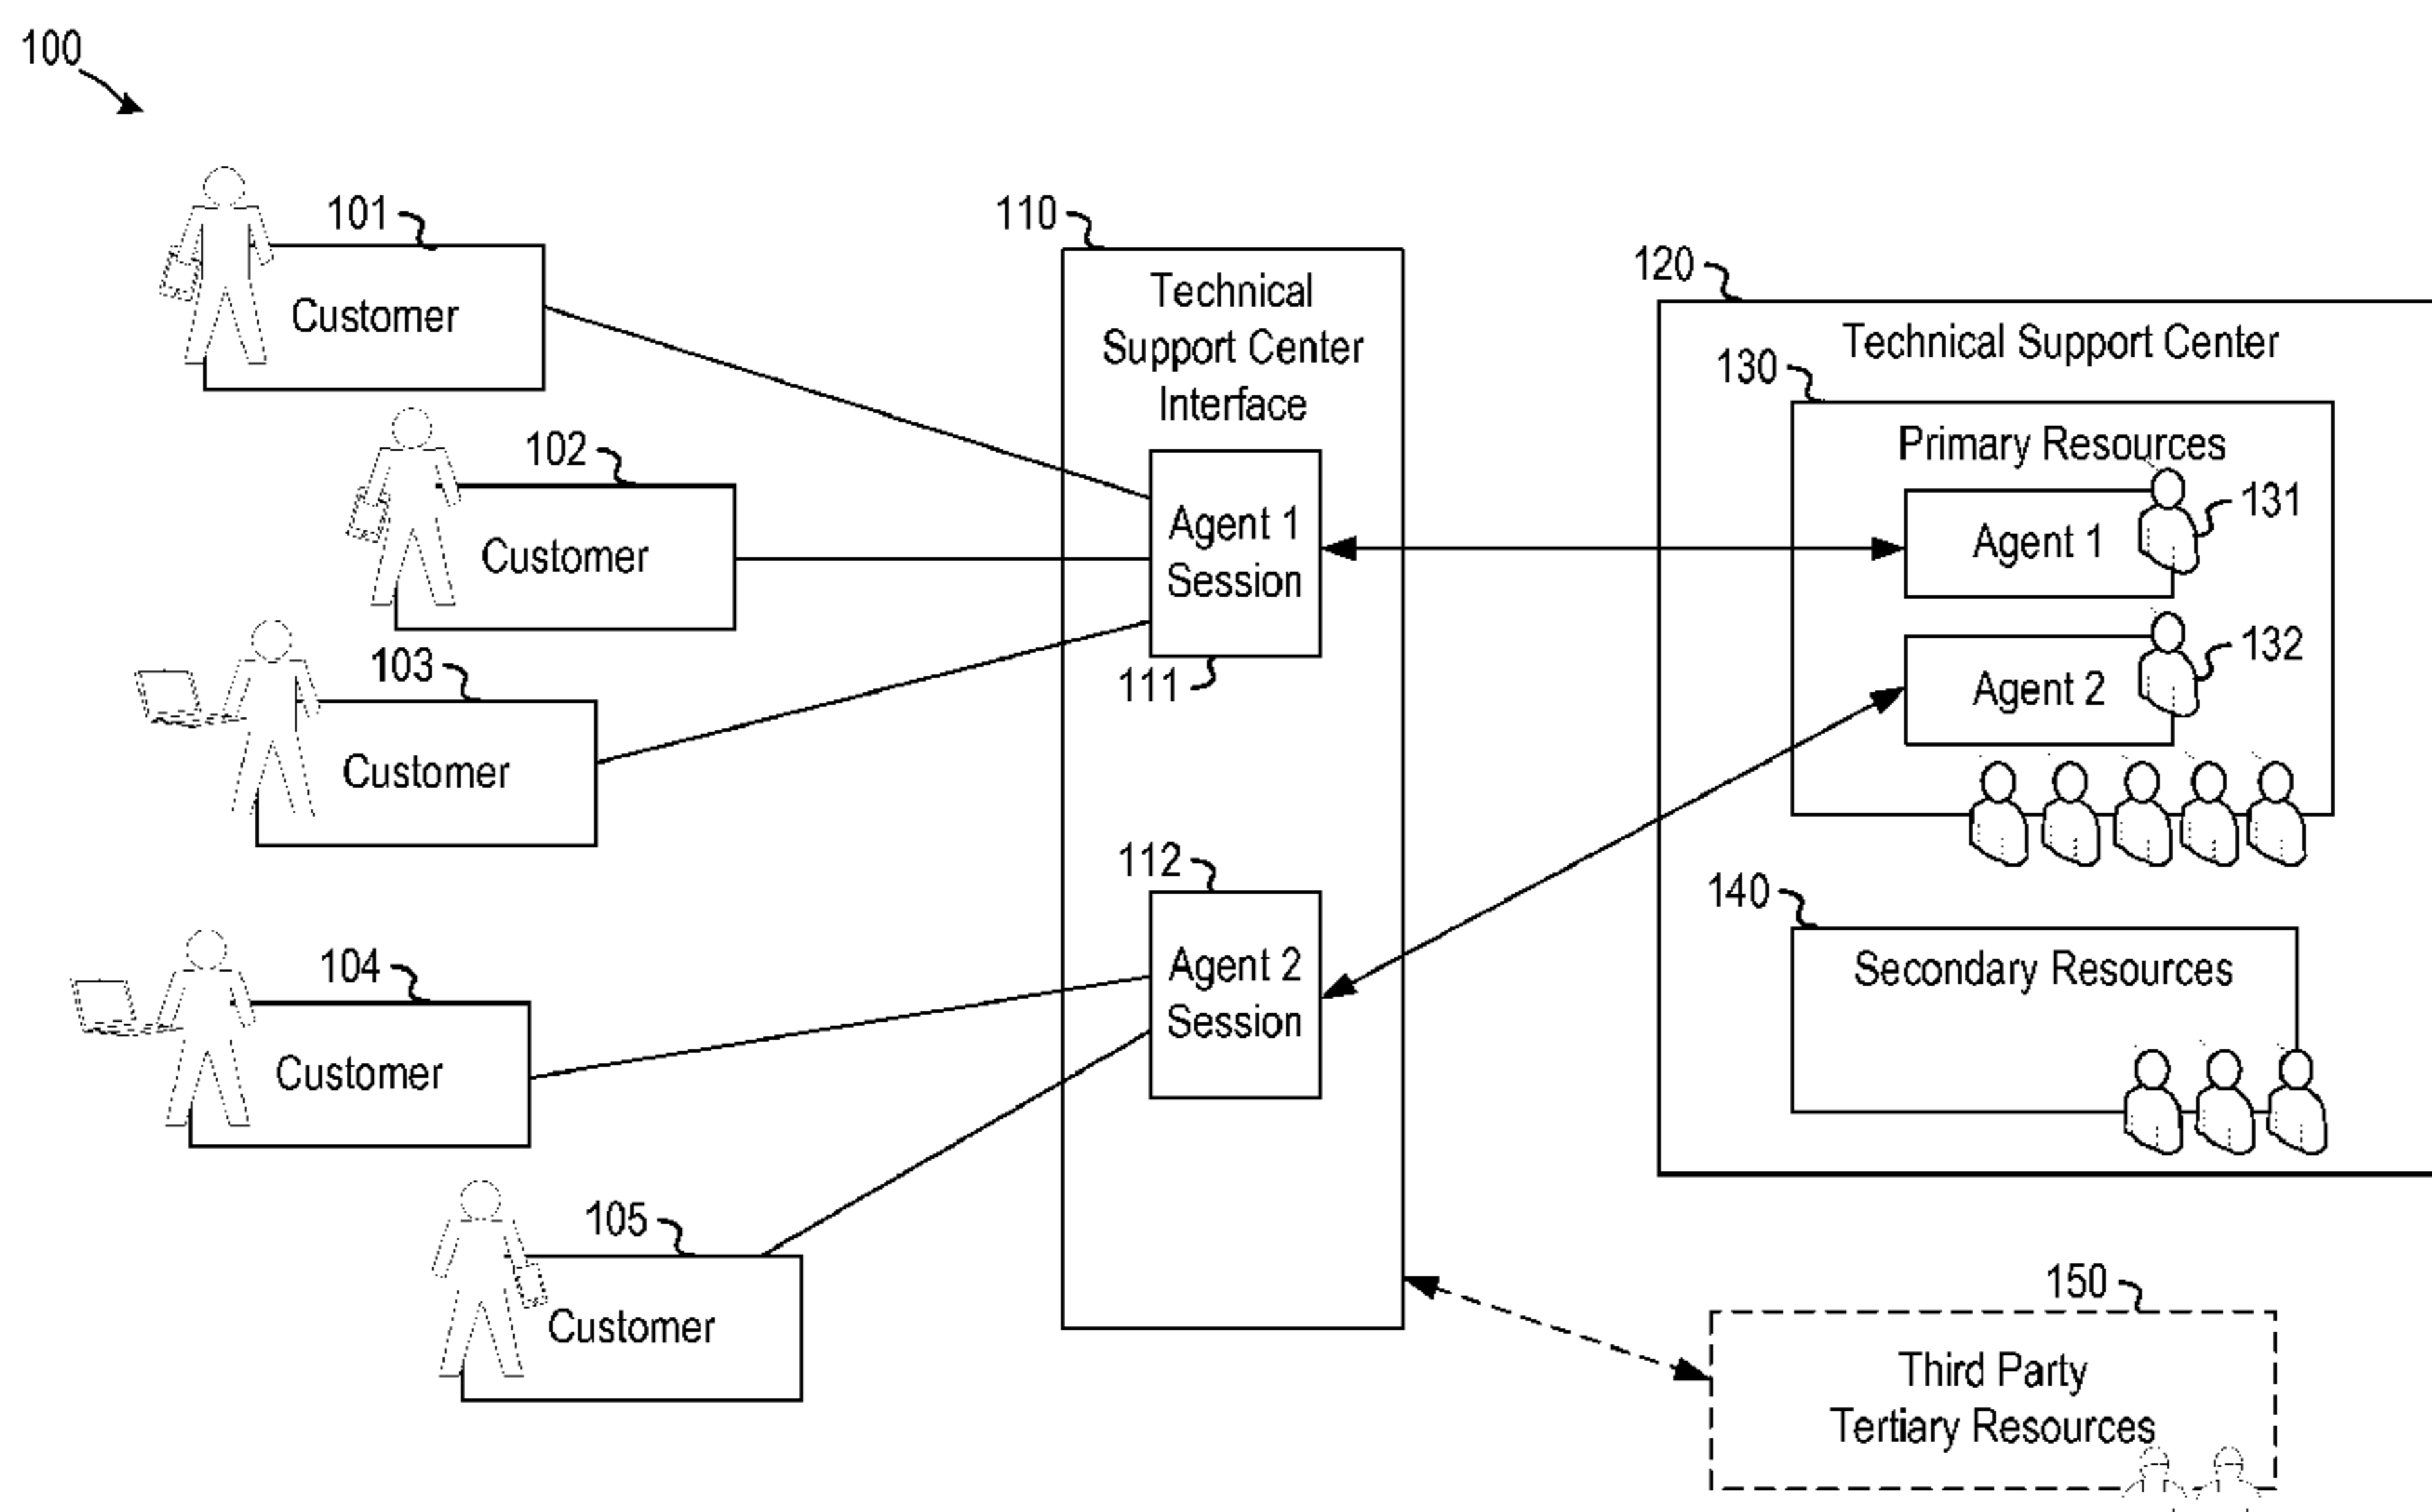 100
101
Customer
102
Customer
103
Customer
104
Customer
105
Customer
110
Technical
Support Center
Interface
Agent 1
Session
111
112
Agent 2
Session
120
Technical Support Center
130
Primary Resources
Agent 1
131
Agent 2
132
140
Secondary Resources
150
Third Party
Tertiary Resources